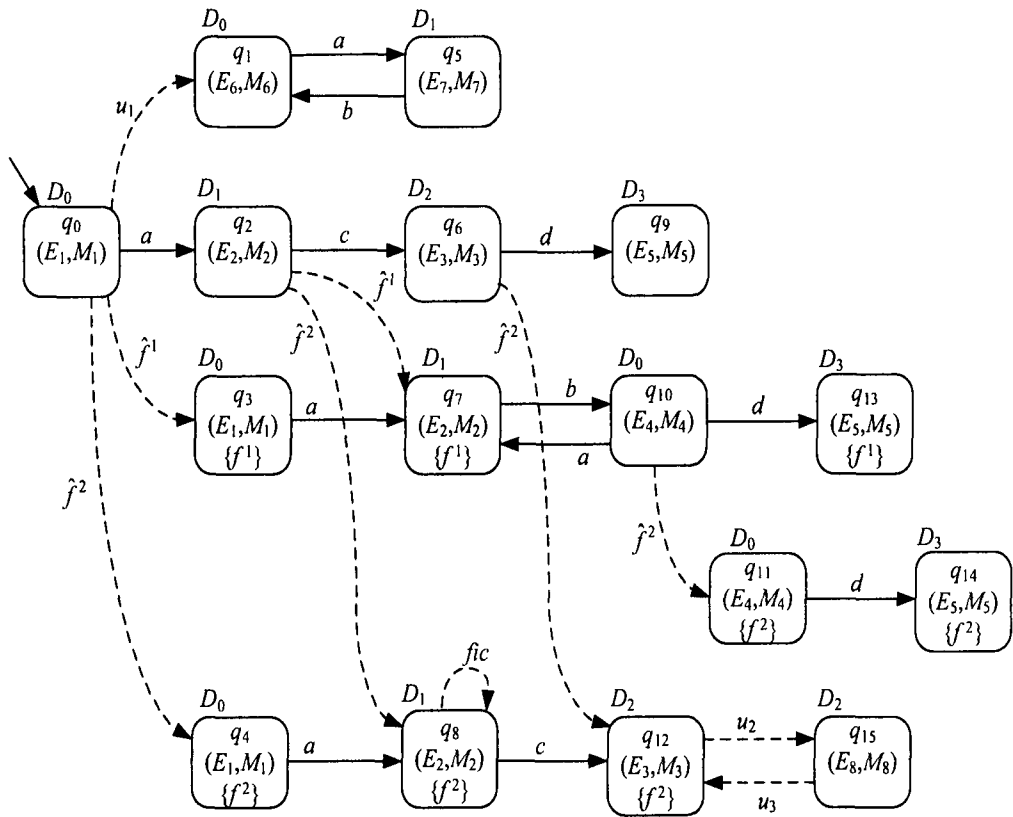 D₀
q₁
(E₆,M₆)
a
b
D₁
q₅
(E₇,M₇)
u₁
D₀
q₀
(E₁,M₁)
a
D₁
q₂
(E₂,M₂)
c
D₂
q₆
(E₃,M₃)
d
D₃
q₉
(E₅,M₅)
f̂¹
f̂²
f̂¹
f̂²
D₀
q₃
(E₁,M₁)
{f¹}
a
D₁
q₇
(E₂,M₂)
{f¹}
b
a
D₀
q₁₀
(E₄,M₄)
d
D₃
q₁₃
(E₅,M₅)
{f¹}
f̂²
f̂²
D₀
q₁₁
(E₄,M₄)
{f²}
d
D₃
q₁₄
(E₅,M₅)
{f²}
D₀
q₄
(E₁,M₁)
{f²}
a
fic
D₁
q₈
(E₂,M₂)
{f²}
c
D₂
q₁₂
(E₃,M₃)
{f²}
u₂
u₃
D₂
q₁₅
(E₈,M₈)